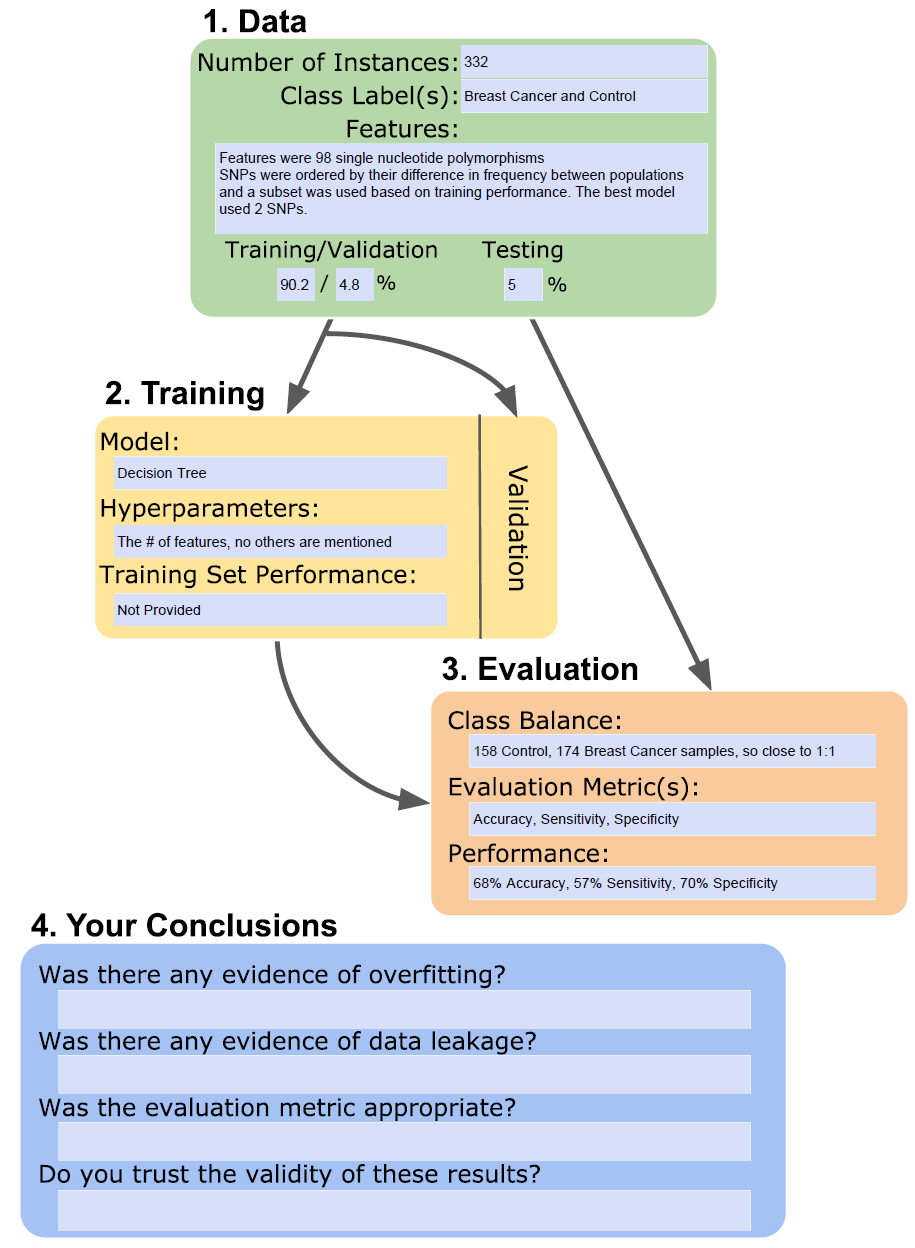 1. Data
Number of Instances: 332
Class Label(s): Breast Cancer and Control
Features:
Features were 98 single nucleotide polymorphisms
SNPs were ordered by their difference in frequency between populations
and a subset was used based on training performance. The best model
used 2 SNPs.
Training/Validation Testing
90.2 / 4.8 % 5 %
2. Training
Model:
Decision Tree
Hyperparameters:
The # of features, no others are mentioned
Training Set Performance:
Not Provided
Validation
3. Evaluation
Class Balance:
158 Control, 174 Breast Cancer samples, so close to 1:1
Evaluation Metric(s):
Accuracy, Sensitivity, Specificity
Performance:
68% Accuracy, 57% Sensitivity, 70% Specificity
4. Your Conclusions
Was there any evidence of overfitting?
Was there any evidence of data leakage?
Was the evaluation metric appropriate?
Do you trust the validity of these results?